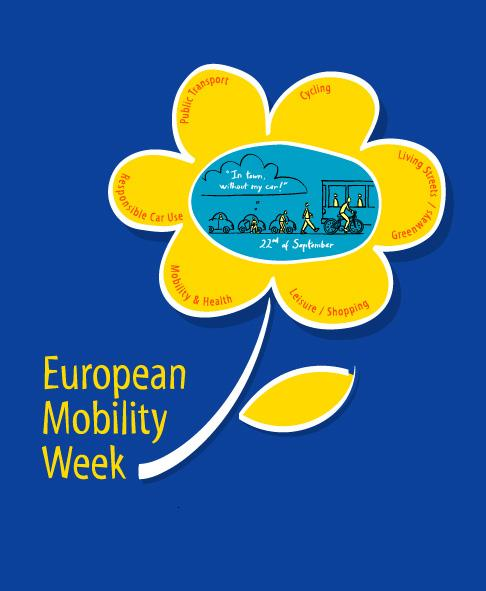 Public Transport
Cycling
Living Streets /
Greenways
Responsible Car Use
"In town,
without my car!"
22nd of September
Mobility & Health
Leisure / Shopping
European
Mobility
Week